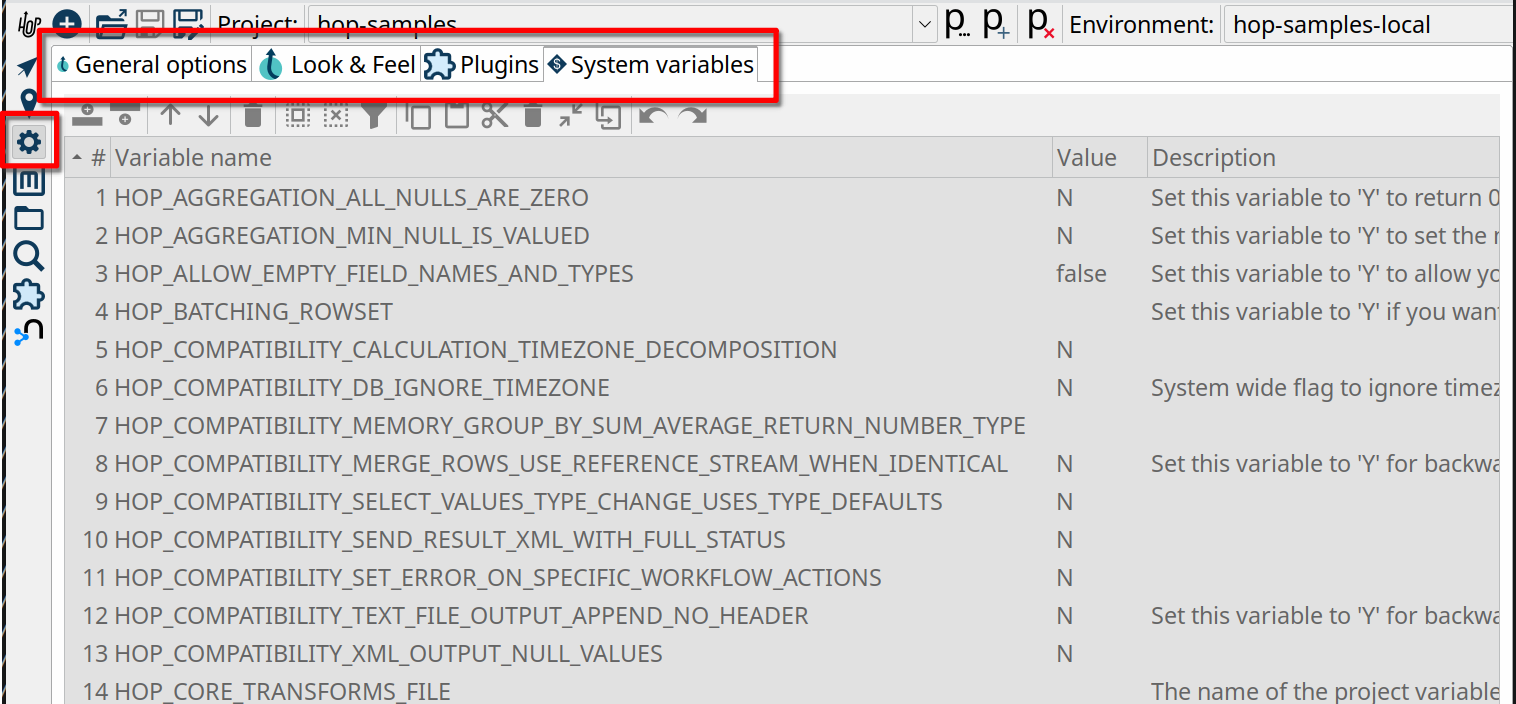 HOP Project: hop-samples p... p+ px Environment: hop-samples-local
General options Look & Feel Plugins System variables
# Variable name Value Description
1 HOP_AGGREGATION_ALL_NULLS_ARE_ZERO N Set this variable to 'Y' to return 0
2 HOP_AGGREGATION_MIN_NULL_IS_VALUED N Set this variable to 'Y' to set the
3 HOP_ALLOW_EMPTY_FIELD_NAMES_AND_TYPES false Set this variable to 'Y' to allow yo
4 HOP_BATCHING_ROWSET Set this variable to 'Y' if you wan
5 HOP_COMPATIBILITY_CALCULATION_TIMEZONE_DECOMPOSITION N
6 HOP_COMPATIBILITY_DB_IGNORE_TIMEZONE N System wide flag to ignore timez
7 HOP_COMPATIBILITY_MEMORY_GROUP_BY_SUM_AVERAGE_RETURN_NUMBER_TYPE
8 HOP_COMPATIBILITY_MERGE_ROWS_USE_REFERENCE_STREAM_WHEN_IDENTICAL N Set this variable to 'Y' for backwa
9 HOP_COMPATIBILITY_SELECT_VALUES_TYPE_CHANGE_USES_TYPE_DEFAULTS N
10 HOP_COMPATIBILITY_SEND_RESULT_XML_WITH_FULL_STATUS N
11 HOP_COMPATIBILITY_SET_ERROR_ON_SPECIFIC_WORKFLOW_ACTIONS N
12 HOP_COMPATIBILITY_TEXT_FILE_OUTPUT_APPEND_NO_HEADER N Set this variable to 'Y' for backwa
13 HOP_COMPATIBILITY_XML_OUTPUT_NULL_VALUES N
14 HOP_CORE_TRANSFORMS_FILE The name of the project variable